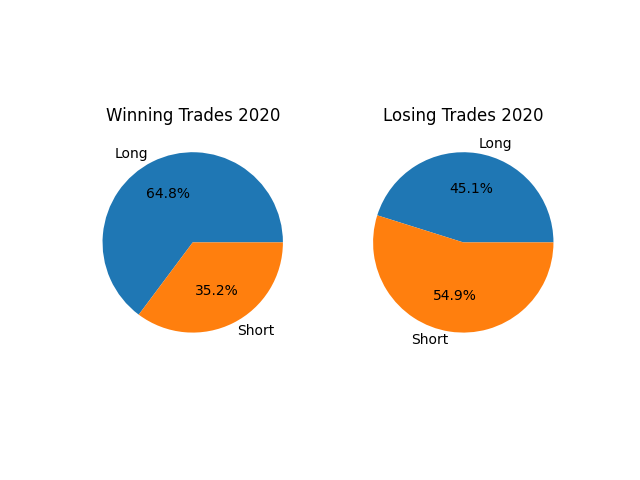 Winning Trades 2020
Long
64.8%
35.2%
Short
Losing Trades 2020
Long
45.1%
54.9%
Short